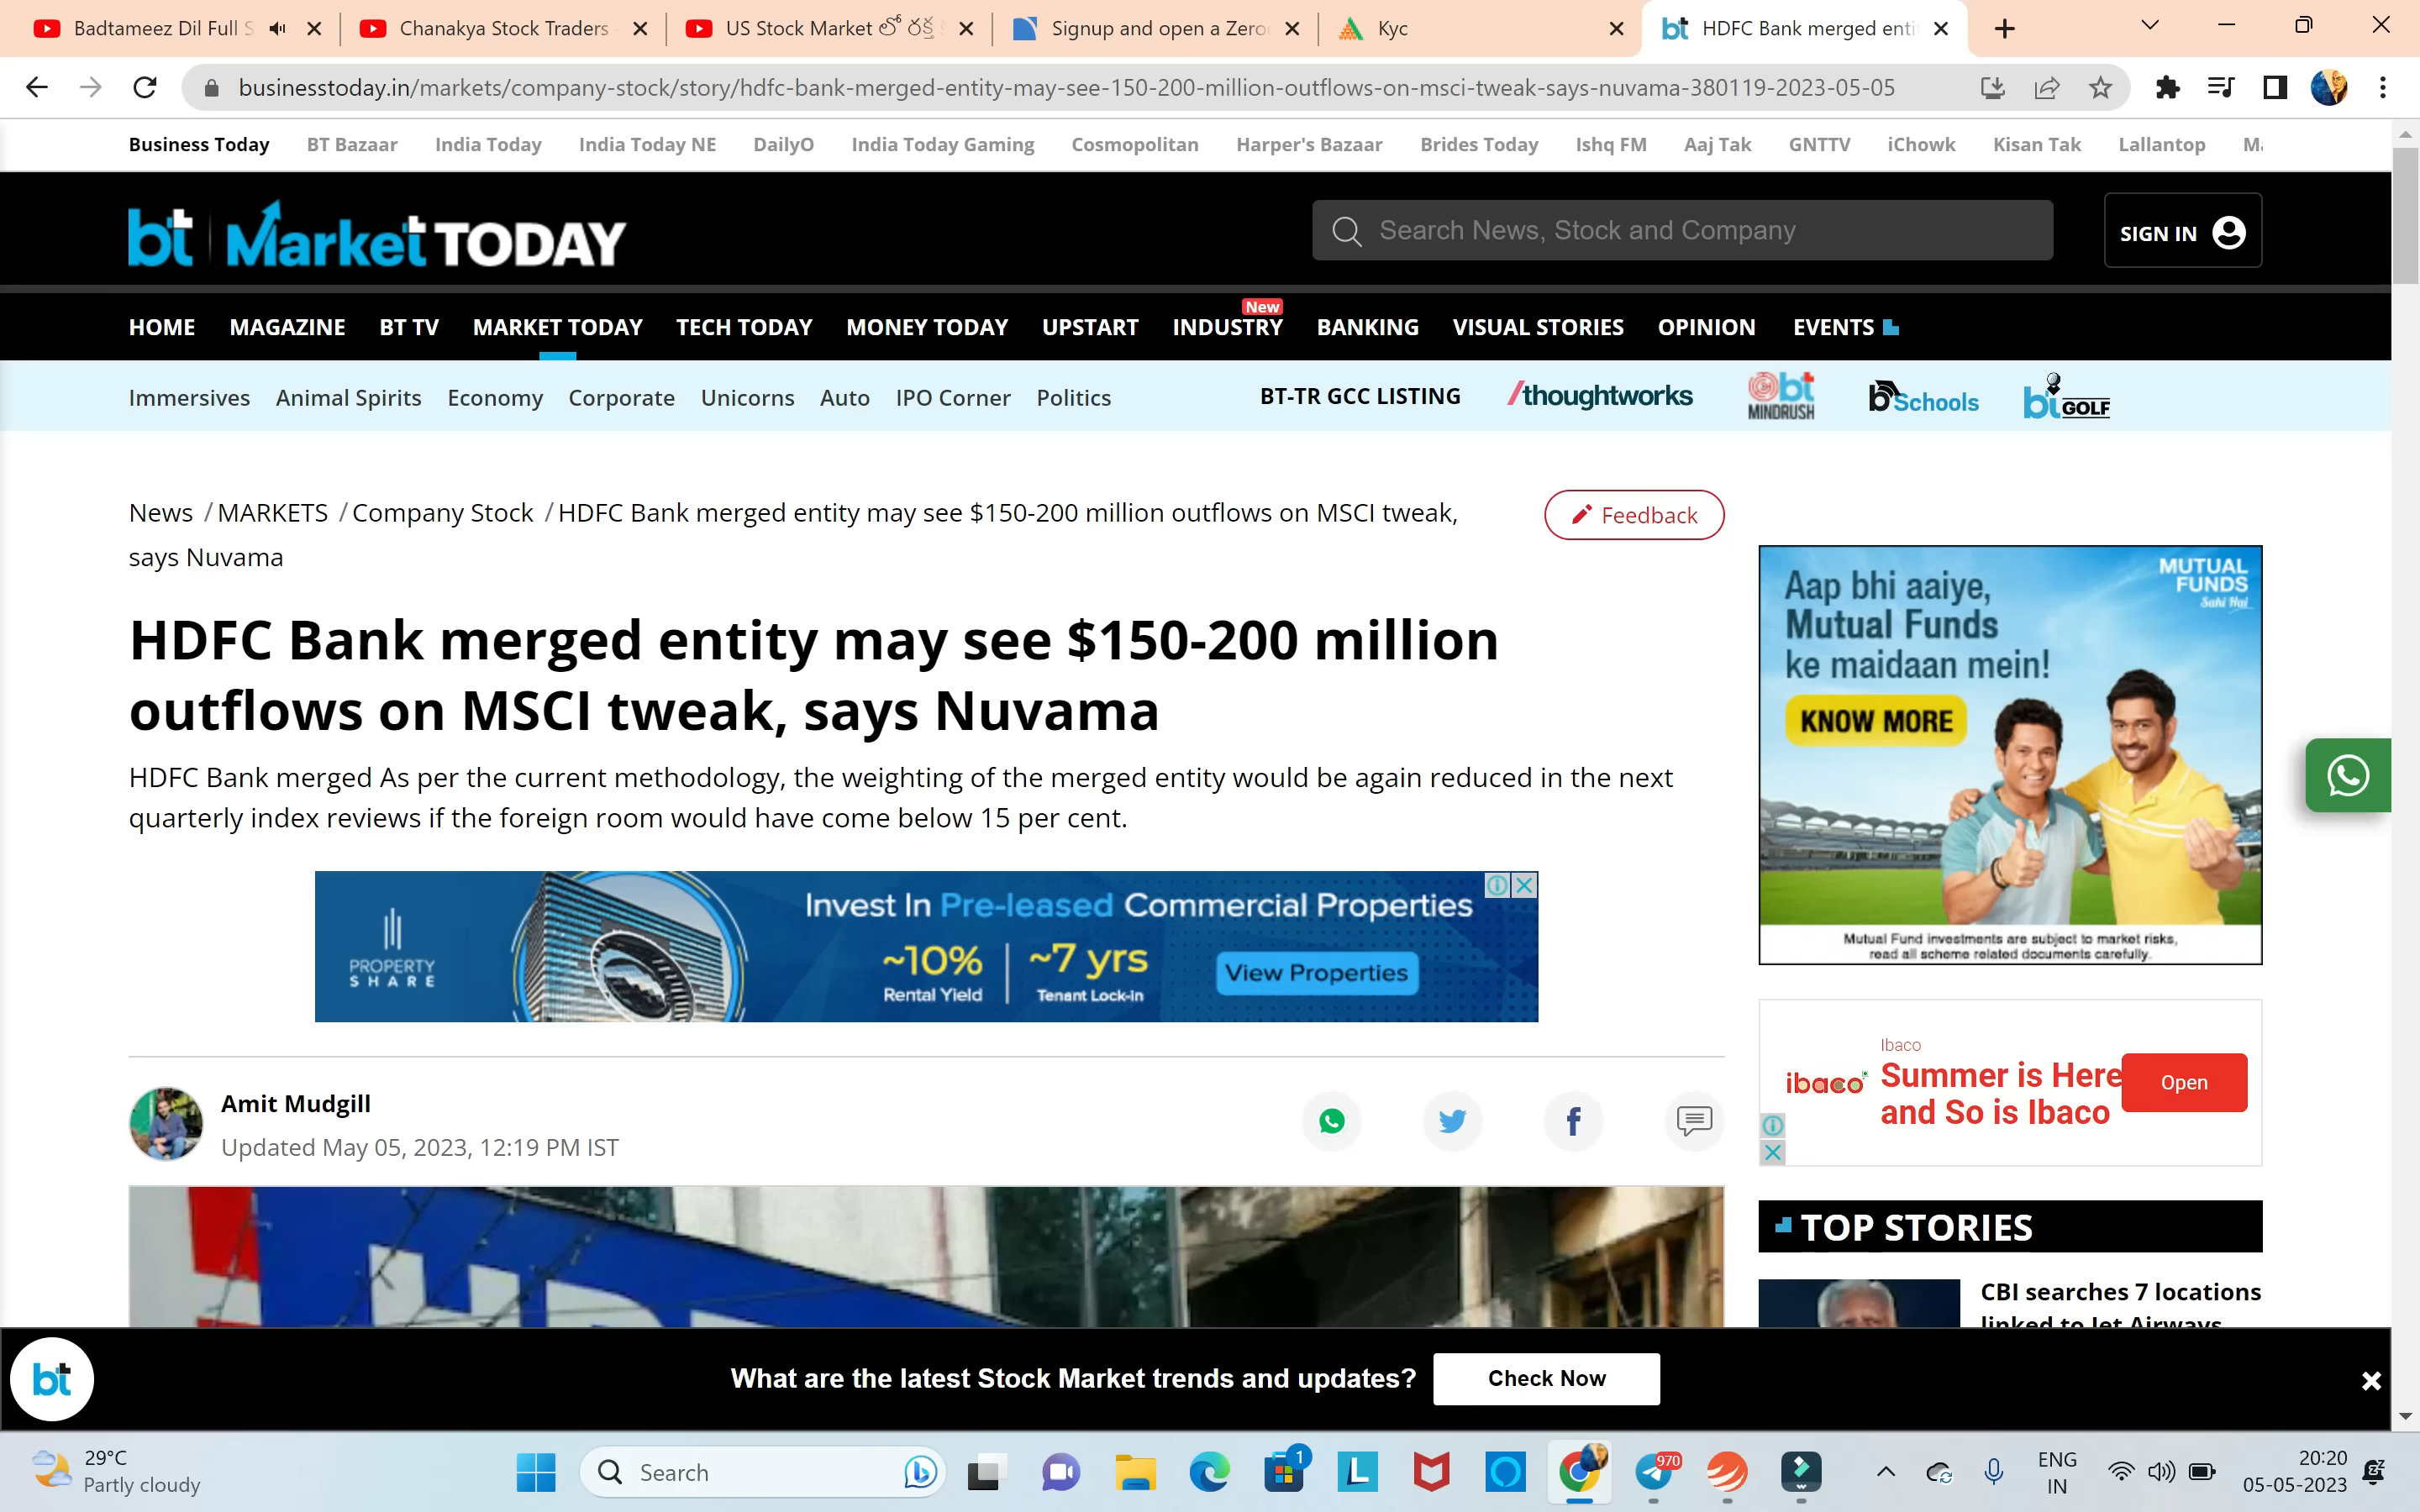 Badtameez Dil Full S
Chanakya Stock Traders
US Stock Market లో రక్త
Signup and open a Zero
Kyc
HDFC Bank merged enti
businesstoday.in/markets/company-stock/story/hdfc-bank-merged-entity-may-see-150-200-million-outflows-on-msci-tweak-says-nuvama-380119-2023-05-05
Business Today BT Bazaar India Today India Today NE DailyO India Today Gaming Cosmopolitan Harper's Bazaar Brides Today Ishq FM Aaj Tak GNTTV iChowk Kisan Tak Lallantop
bt Market TODAY
Search News, Stock and Company
SIGN IN
New
HOME MAGAZINE BT TV MARKET TODAY TECH TODAY MONEY TODAY UPSTART INDUSTRY BANKING VISUAL STORIES OPINION EVENTS
Immersives Animal Spirits Economy Corporate Unicorns Auto IPO Corner Politics BT-TR GCC LISTING /thoughtworks bt MINDRUSH bSchools bt GOLF
News / MARKETS / Company Stock / HDFC Bank merged entity may see $150-200 million outflows on MSCI tweak,
says Nuvama
Feedback
HDFC Bank merged entity may see $150-200 million
outflows on MSCI tweak, says Nuvama
HDFC Bank merged As per the current methodology, the weighting of the merged entity would be again reduced in the next
quarterly index reviews if the foreign room would have come below 15 per cent.
PROPERTY
SHARE
Invest In Pre-leased Commercial Properties
~10%
Rental Yield
~7 yrs
Tenant Lock-in
View Properties
Amit Mudgill
Updated May 05, 2023, 12:19 PM IST
MUTUAL
FUNDS
Sahi Hai
Aap bhi aaiye,
Mutual Funds
ke maidaan mein!
KNOW MORE
Mutual Fund investments are subject to market risks,
read all scheme related documents carefully.
Ibaco
ibaco
Summer is Here
and So is Ibaco
Open
TOP STORIES
CBI searches 7 locations
linked to Jet Airways
bt
What are the latest Stock Market trends and updates?
Check Now
29°C
Partly cloudy
Search
1
970
ENG
IN
20:20
05-05-2023